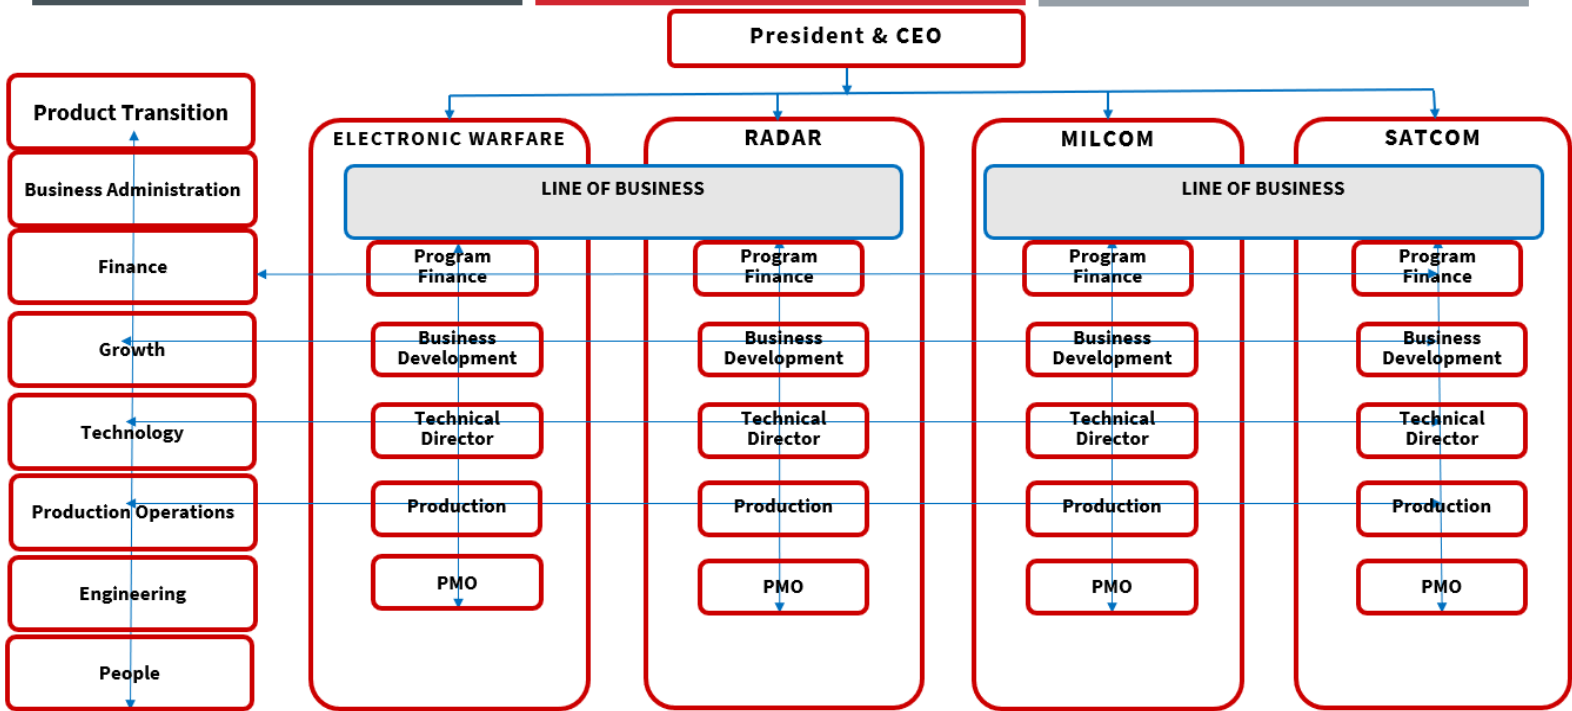 President & CEO
Product Transition
Business Administration
Finance
Growth
Technology
Production Operations
Engineering
People
ELECTRONIC WARFARE
RADAR
MILCOM
SATCOM
LINE OF BUSINESS
LINE OF BUSINESS
Program
Finance
Business
Development
Technical
Director
Production
PMO
Program
Finance
Business
Development
Technical
Director
Production
PMO
Program
Finance
Business
Development
Technical
Director
Production
PMO
Program
Finance
Business
Development
Technical
Director
Production
PMO